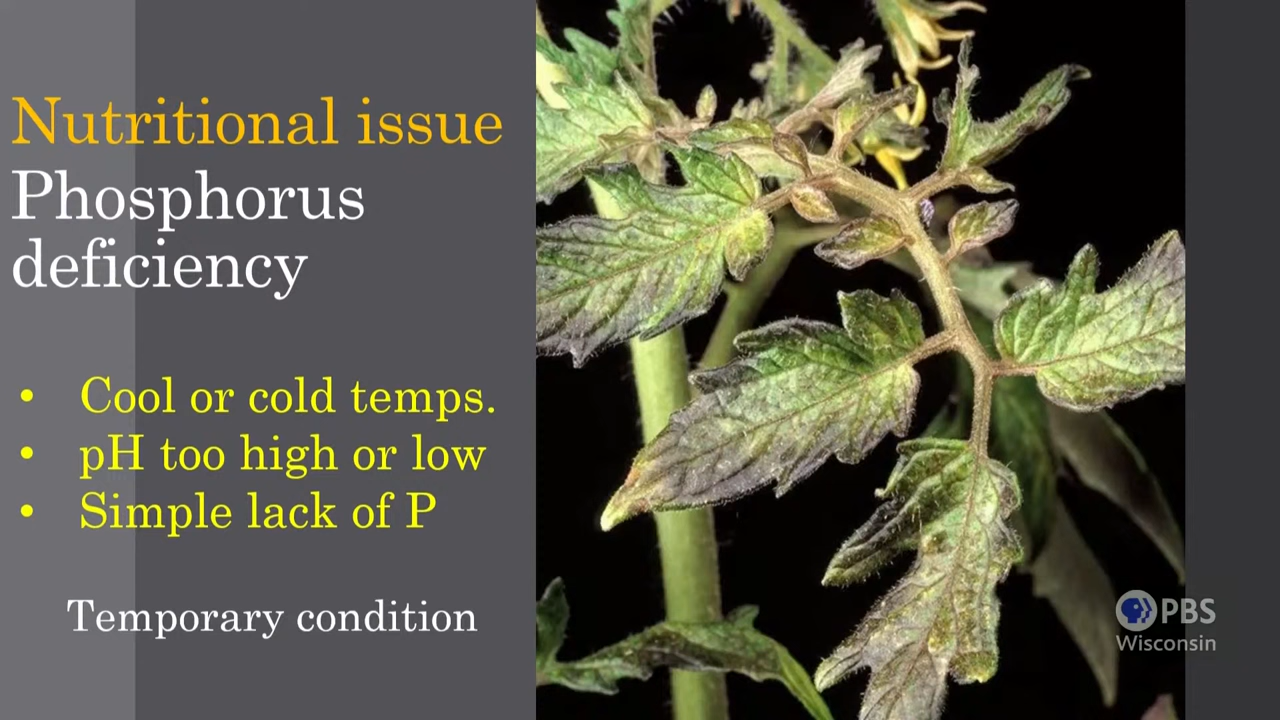 Nutritional issue
Phosphorus
deficiency
• Cool or cold temps.
• pH too high or low
• Simple lack of P
Temporary condition
PBS
Wisconsin